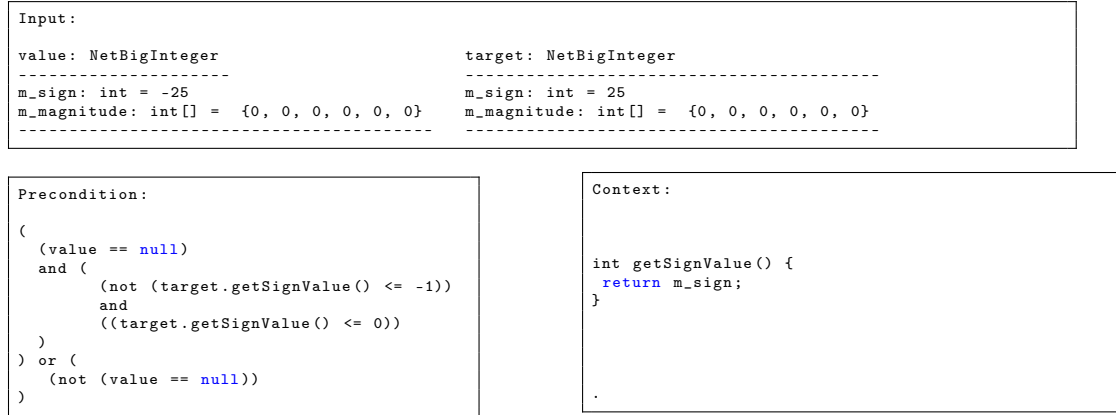 Input:
value: NetBigInteger target: NetBigInteger
--------------------- -----------------------------------------
m_sign: int = -25 m_sign: int = 25
m_magnitude: int[] = {0, 0, 0, 0, 0, 0} m_magnitude: int[] = {0, 0, 0, 0, 0, 0}
----------------------------------------- -----------------------------------------
Precondition:
(
(value == null)
and (
(not (target.getSignValue() <= -1))
and
((target.getSignValue() <= 0))
)
) or (
(not (value == null))
)
Context:
int getSignValue() {
return m_sign;
}
.